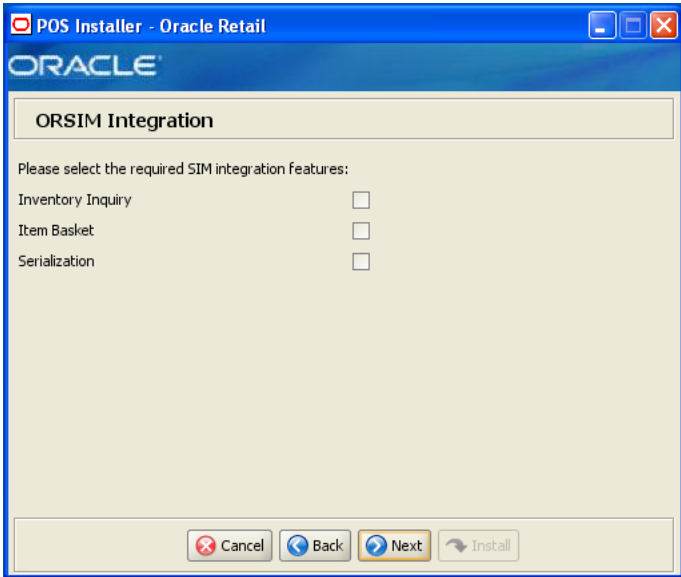 POS Installer - Oracle Retail
ORACLE
ORSIM Integration
Please select the required SIM integration features:
Inventory Inquiry
Item Basket
Serialization
Cancel Back Next Install